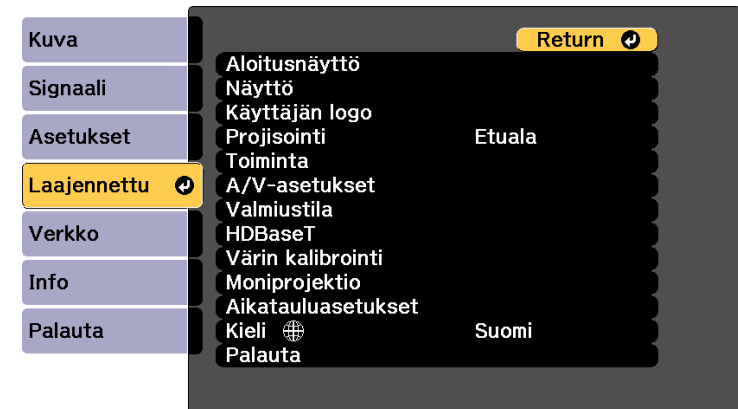 Kuva
Signaali
Asetukset
Laajennettu
Verkko
Info
Palauta
Return
Aloitusnäyttö
Näyttö
Käyttäjän logo
Projisointi Etuala
Toiminta
A/V-asetukset
Valmiustila
HDBaseT
Värin kalibrointi
Moniprojektio
Aikatauluasetukset
Kieli Suomi
Palauta